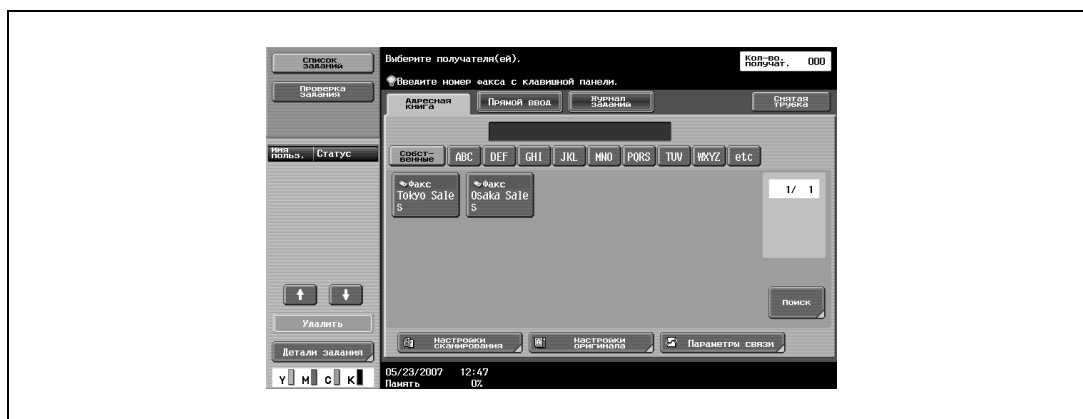 Список
заданий
Проверка
задания
Имя
польз.
Статус
Удалить
Детали задания
Y M C K
Выберите получателя(ей).
Введите номер факса с клавишной панели.
Кол-во.
получат.
000
Адресная
книга
Прямой ввод
Журнал
заданий
Снятая
трубка
Собст-
венные
ABC DEF GHI JKL MNO PQRS TUV WXYZ etc
Факс
Tokyo Sale
s
Факс
Osaka Sale
s
1/ 1
Поиск
Настройки
сканирования
Настройки
оригинала
Параметры связи
05/23/2007 12:47
Память 0%